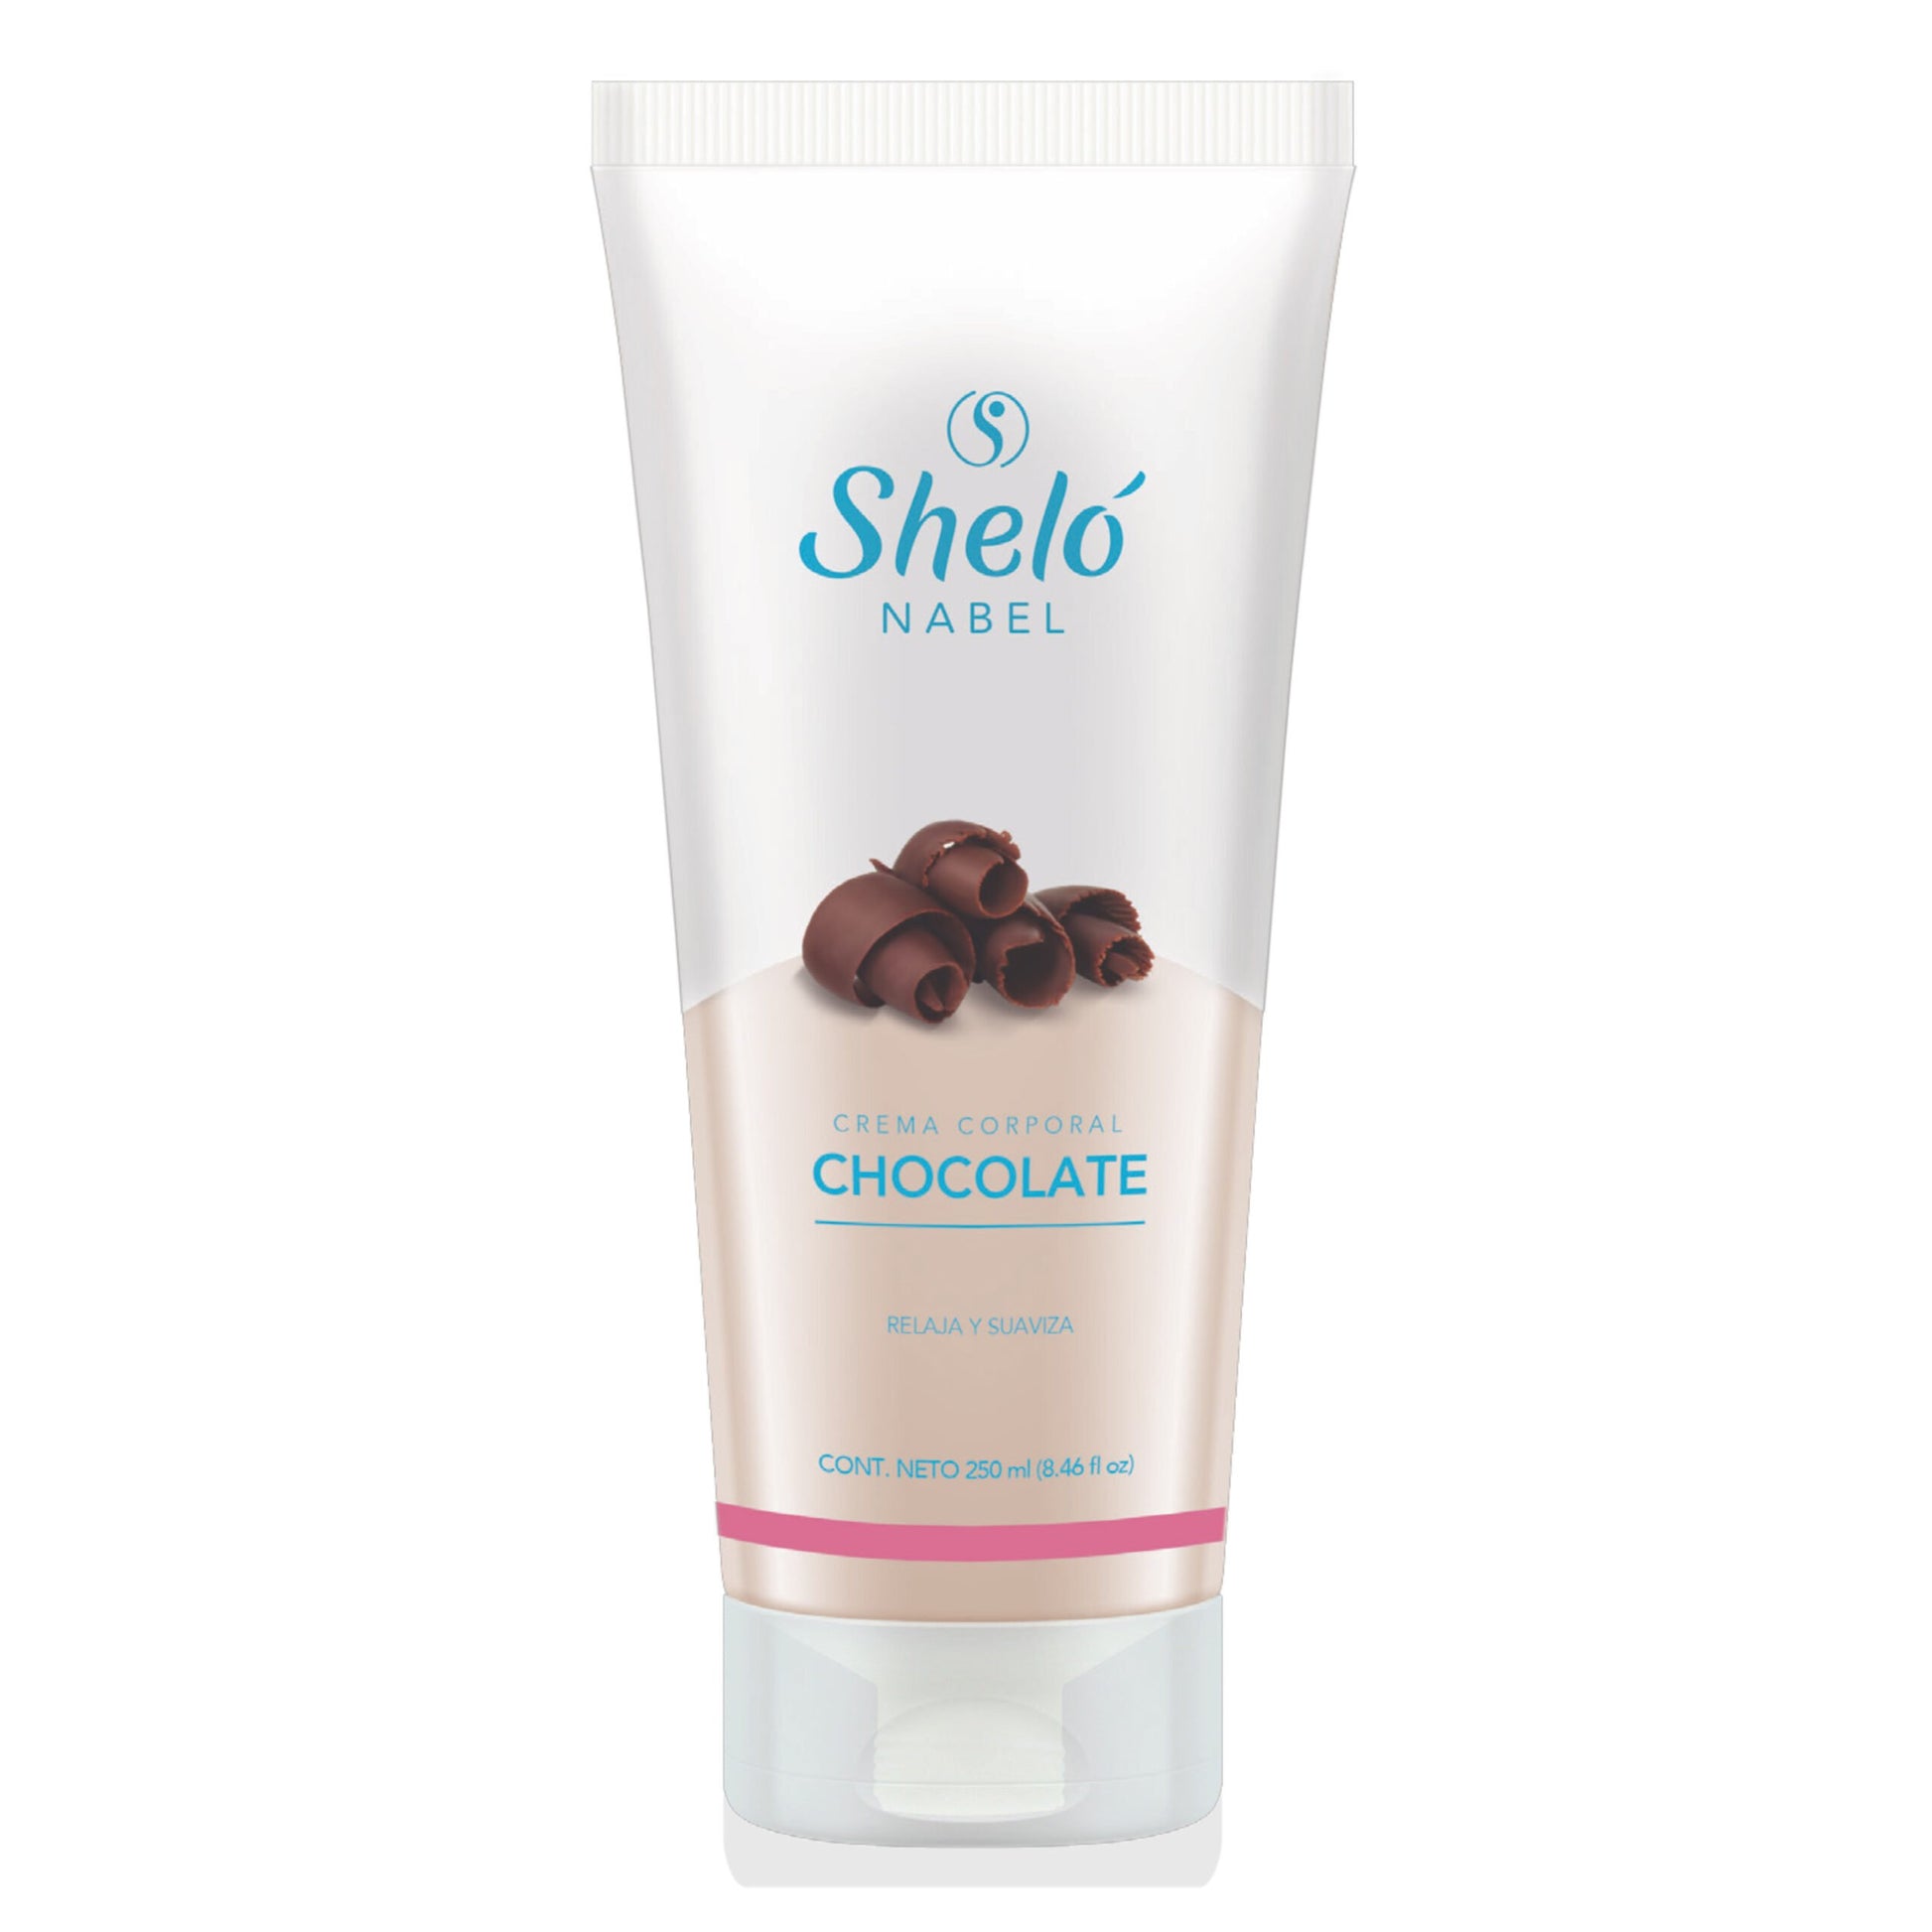 Sheló
NABEL
CREMA CORPORAL
CHOCOLATE
RELAJA Y SUAVIZA
CONT. NETO 250 ml (8.46 fl oz)